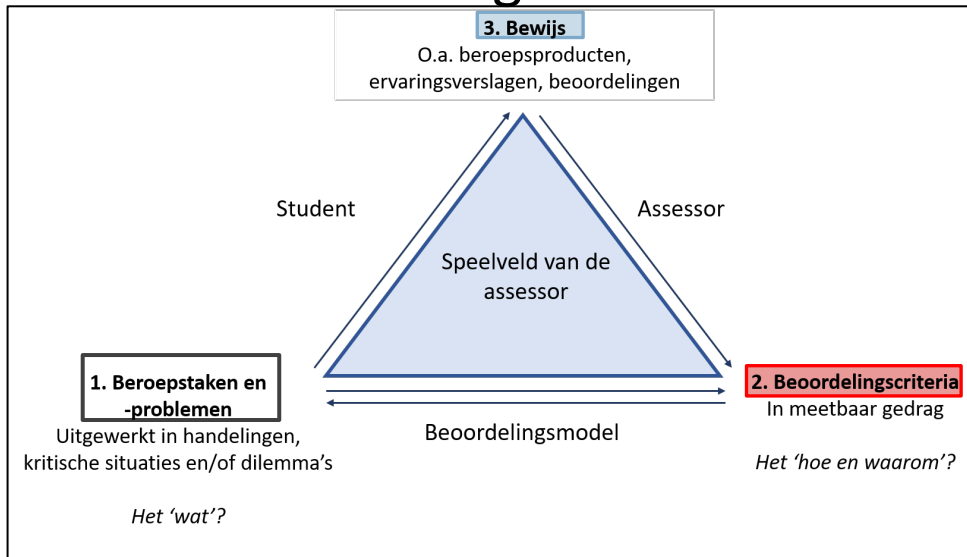 3. Bewijs
O.a. beroepsproducten,
ervaringsverslagen, beoordelingen
Student
Assessor
Speelveld van de
assessor
1. Beroepstaken en
-problemen
Uitgewerkt in handelingen,
kritische situaties en/of dilemma's
Het 'wat'?
Beoordelingsmodel
2. Beoordelingscriteria
In meetbaar gedrag
Het 'hoe en waarom'?